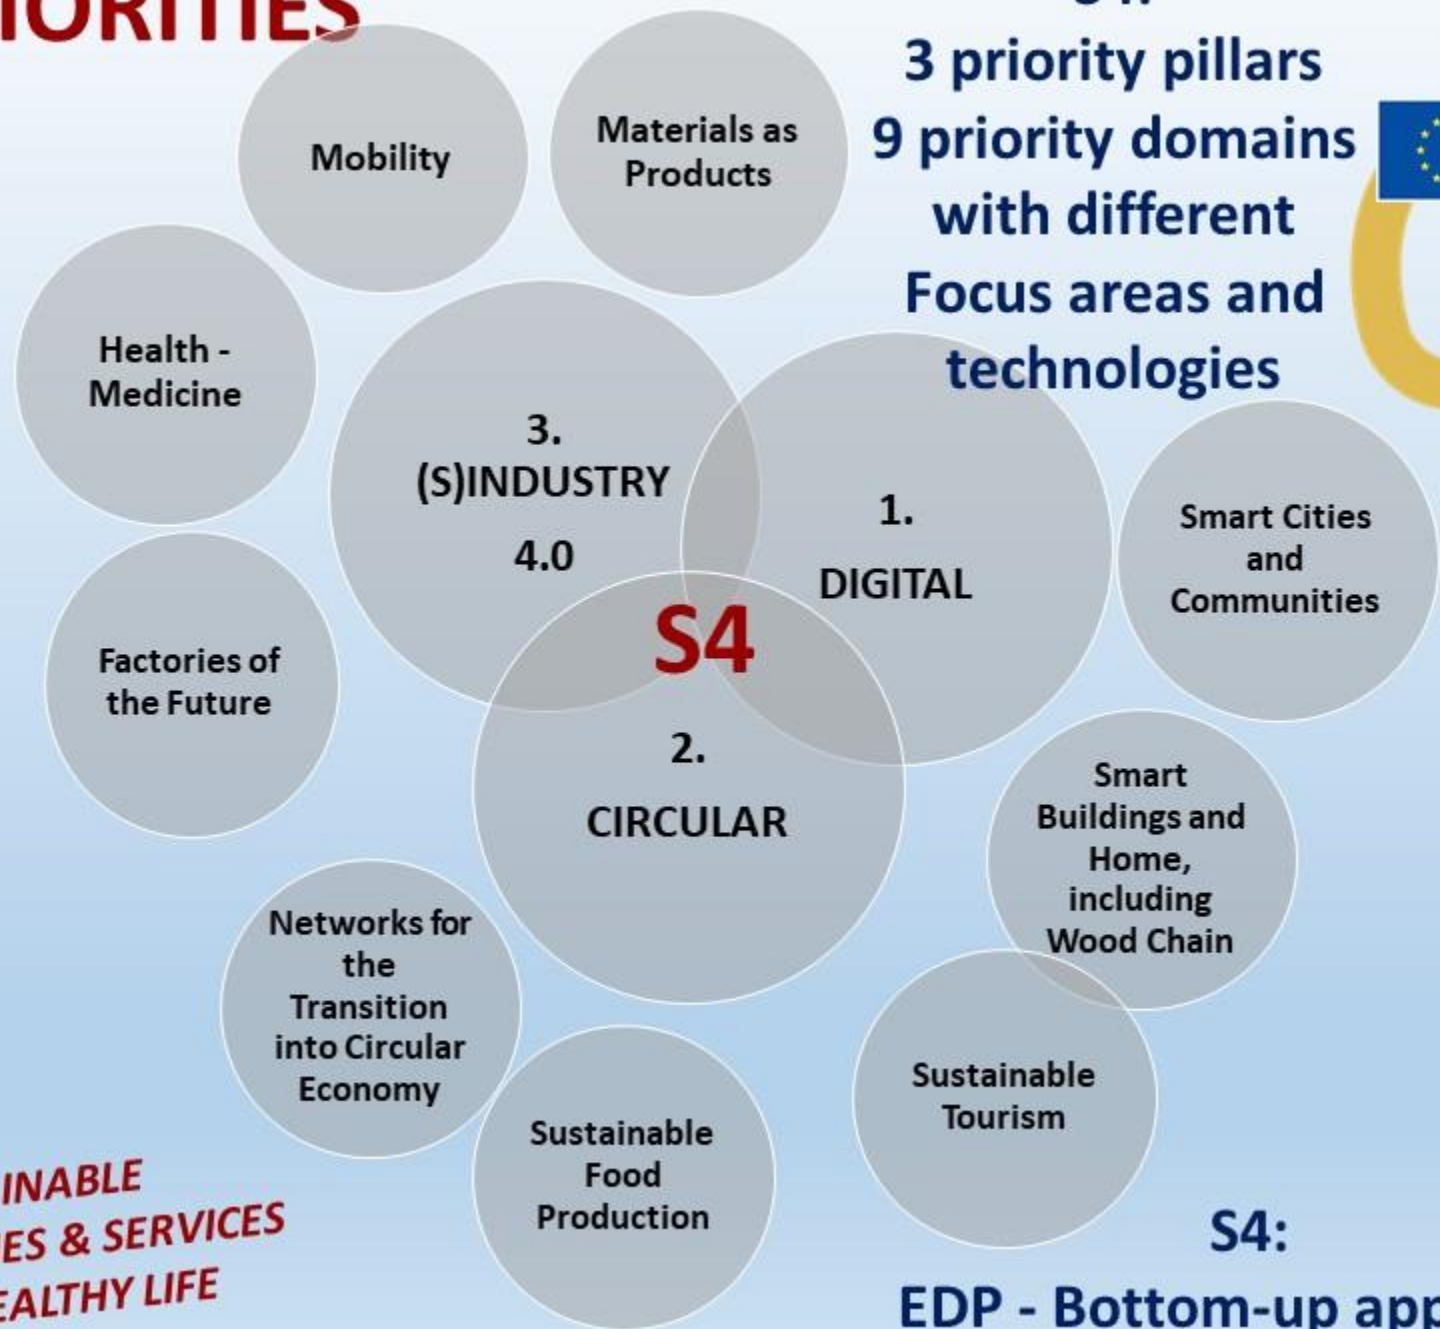 3 priority pillars
9 priority domains
with different
Focus areas and
technologies
Mobility
Materials as
Products
Health -
Medicine
3.
(S)INDUSTRY
4.0
1.
DIGITAL
Smart Cities
and
Communities
S4
Factories of
the Future
2.
CIRCULAR
Smart
Buildings and
Home,
including
Wood Chain
Networks for
the
Transition
into Circular
Economy
Sustainable
Tourism
Sustainable
Food
Production
& SERVICES
LIFE
S4:
EDP - Bottom-up